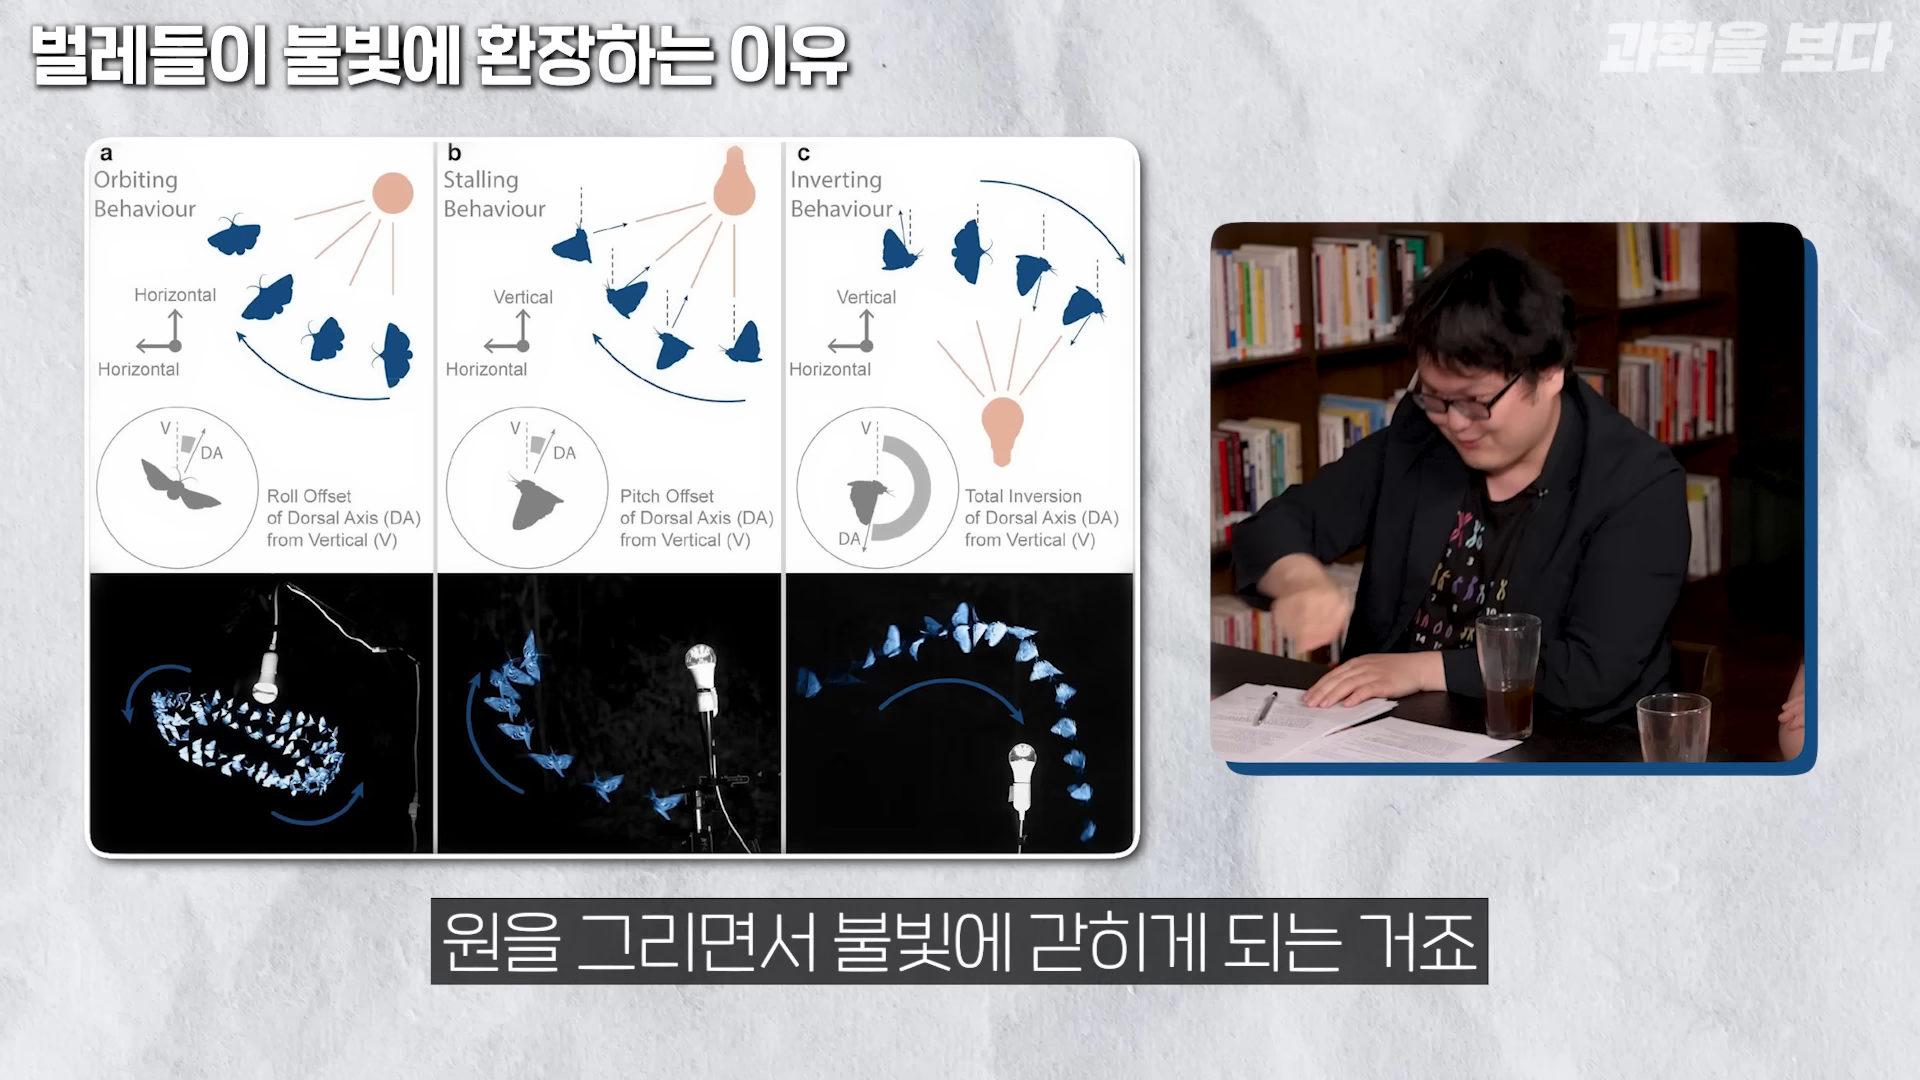 벌레들이 불빛에 환장하는 이유
과학을 보다
a
Orbiting
Behaviour
Horizontal
Horizontal
V
DA
Roll Offset
of Dorsal Axis (DA)
from Vertical (V)
b
Stalling
Behaviour
Vertical
Horizontal
V
DA
Pitch Offset
of Dorsal Axis (DA)
from Vertical (V)
c
Inverting
Behaviour
Vertical
Horizontal
V
DA
Total Inversion
of Dorsal Axis (DA)
from Vertical (V)
원을 그리면서 불빛에 갇히게 되는 거죠